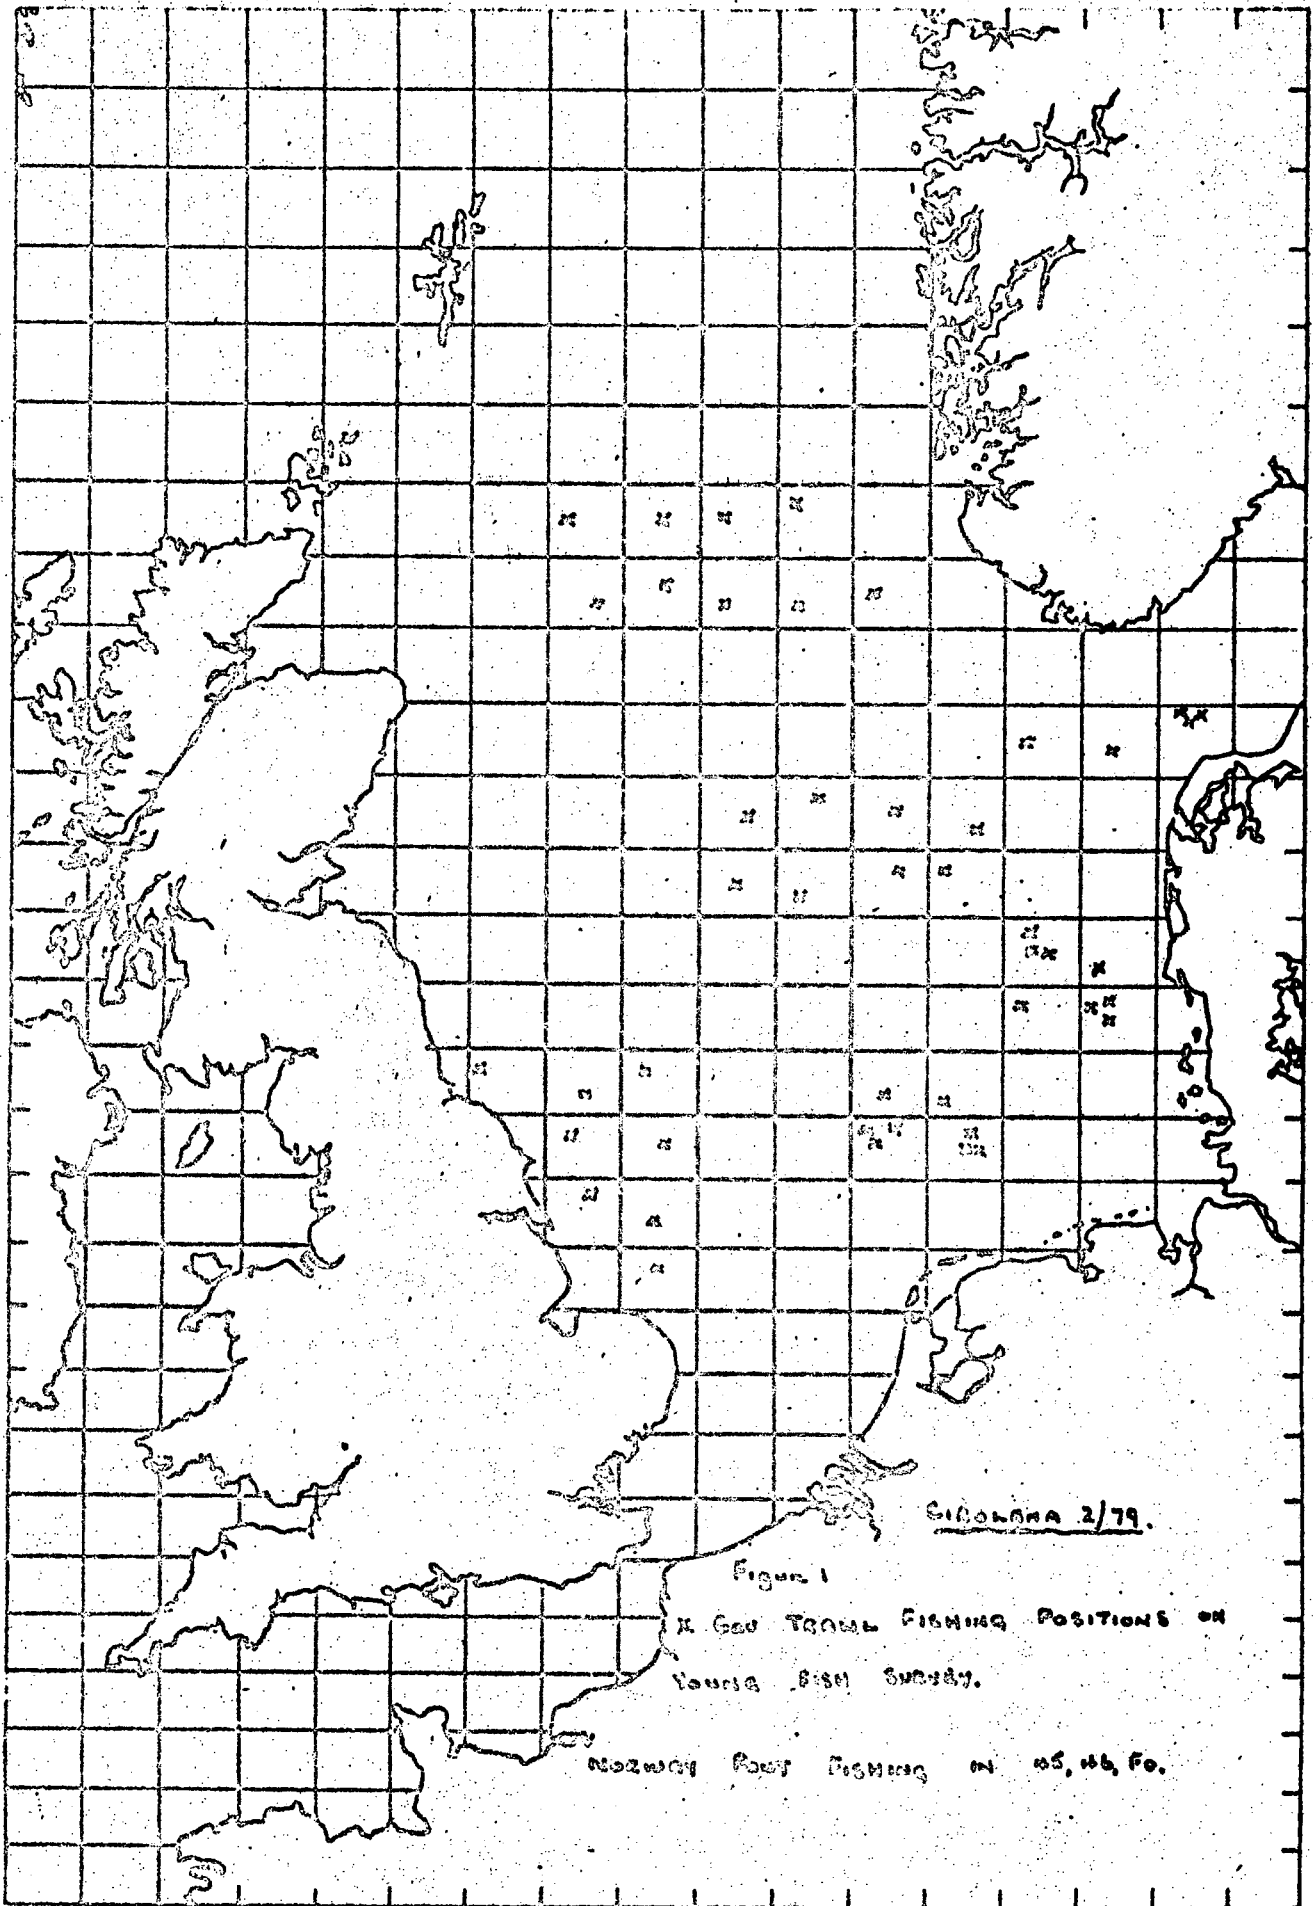 CIROLANA 2/79.
Figure 1
X GOV TRAWL FISHING POSITIONS ON
YOUNG FISH SURVEY.
NORWAY POUT FISHING IN